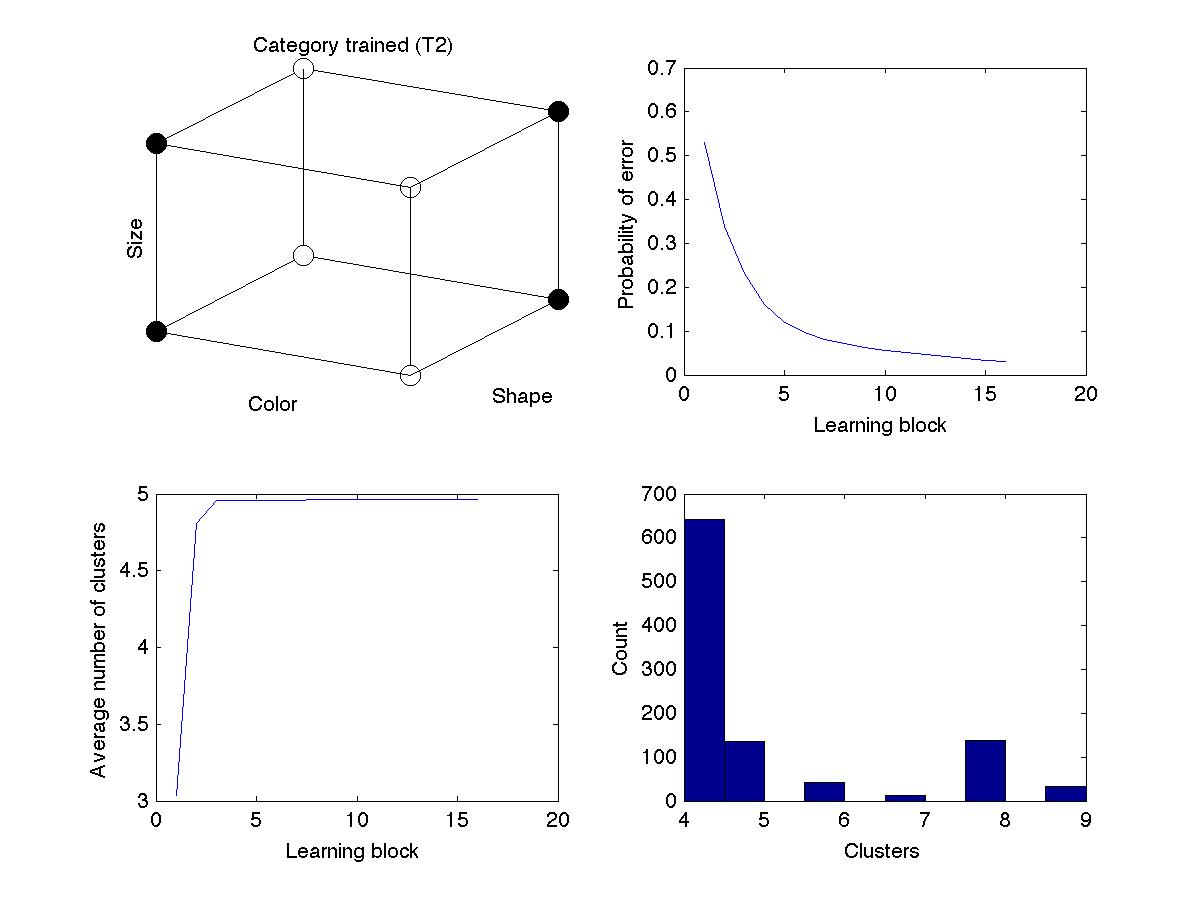 Category trained (T2)
Size
Color
Shape
0.7
0.6
0.5
0.4
0.3
0.2
0.1
0
Probability of error
0 5 10 15 20
Learning block
5
4.5
4
3.5
3
Average number of clusters
0 5 10 15 20
Learning block
700
600
500
400
300
200
100
0
Count
4 5 6 7 8 9
Clusters